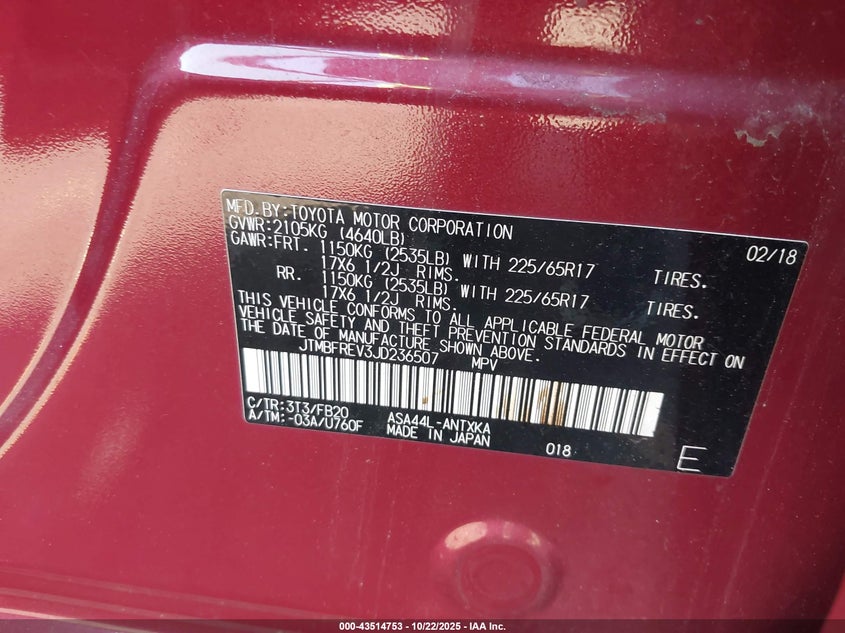 MFD.BY:TOYOTA MOTOR CORPORATION 02/18
GVWR:2105KG (4640LB)
GAWR:FRT. 1150KG (2535LB) WITH 225/65R17 TIRES.
17X6 1/2J RIMS.
RR. 1150KG (2535LB) WITH 225/65R17 TIRES.
17X6 1/2J RIMS.
THIS VEHICLE CONFORMS TO ALL APPLICABLE FEDERAL MOTOR
VEHICLE SAFETY AND THEFT PREVENTION STANDARDS IN EFFECT ON
THE DATE OF MANUFACTURE SHOWN ABOVE.
JTMBFREV3JD236507 MPV
C/TR:3T3/FB20 ASA44L-ANTXKA
A/TM:-03A/U760F MADE IN JAPAN 018 E
000-43514753 - 10/22/2025 - IAA Inc.